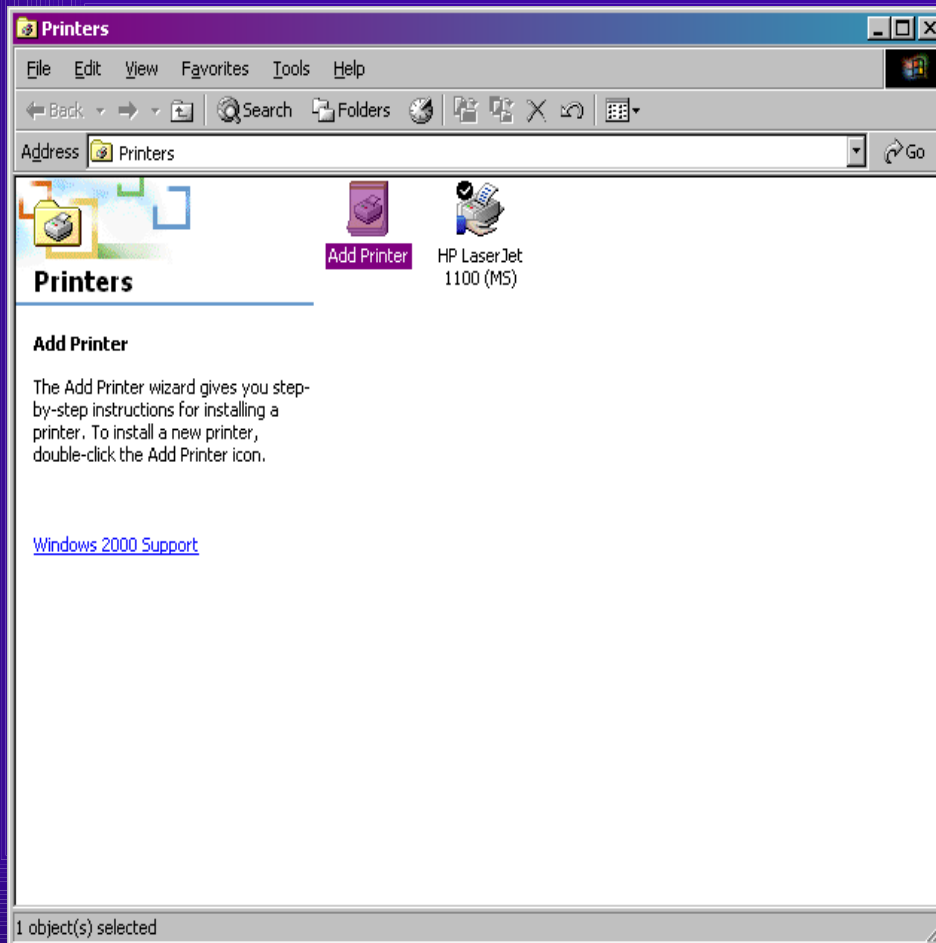 Printers
File Edit View Favorites Tools Help
Back Search Folders
Address Printers Go
Add Printer
HP LaserJet
1100 (MS)
Printers
Add Printer
The Add Printer wizard gives you step-
by-step instructions for installing a
printer. To install a new printer,
double-click the Add Printer icon.
Windows 2000 Support
1 object(s) selected